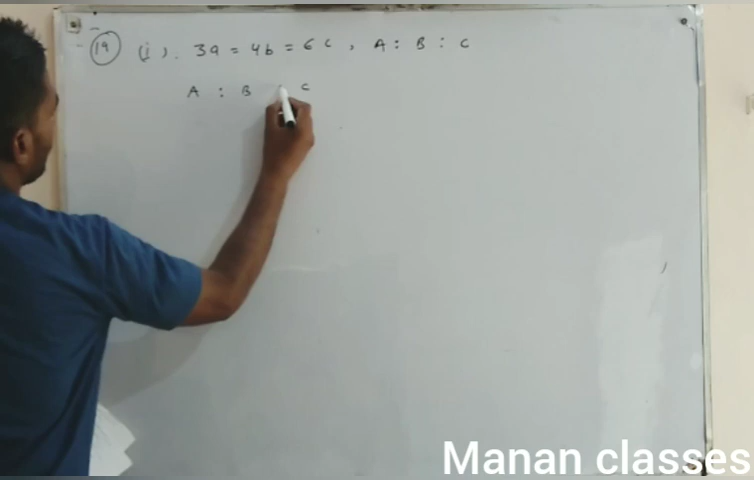 19 (i). 3a = 4b = 6c, A : B : C
A : B : C
Manan classes